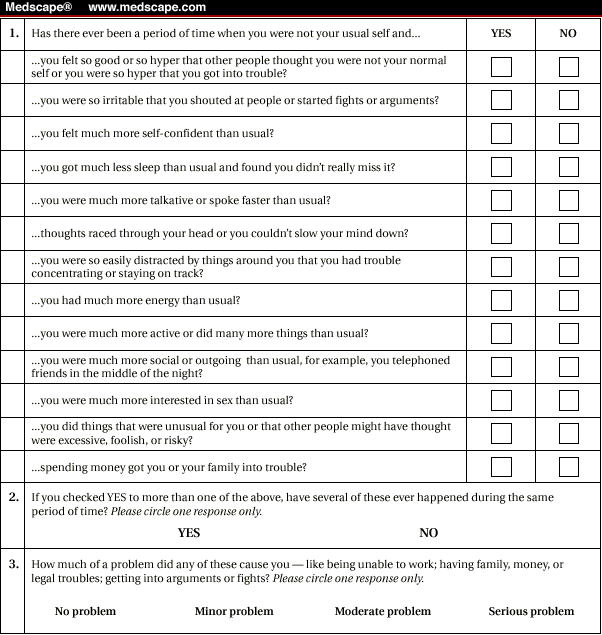 Medscape® www.medscape.com
1. Has there ever been a period of time when you were not your usual self and... YES NO
...you felt so good or so hyper that other people thought you were not your normal
self or you were so hyper that you got into trouble?
...you were so irritable that you shouted at people or started fights or arguments?
...you felt much more self-confident than usual?
...you got much less sleep than usual and found you didn't really miss it?
...you were much more talkative or spoke faster than usual?
...thoughts raced through your head or you couldn't slow your mind down?
...you were so easily distracted by things around you that you had trouble
concentrating or staying on track?
...you had much more energy than usual?
...you were much more active or did many more things than usual?
...you were much more social or outgoing than usual, for example, you telephoned
friends in the middle of the night?
...you were much more interested in sex than usual?
...you did things that were unusual for you or that other people might have thought
were excessive, foolish, or risky?
...spending money got you or your family into trouble?
2. If you checked YES to more than one of the above, have several of these ever happened during the same
period of time? Please circle one response only.
YES NO
3. How much of a problem did any of these cause you — like being unable to work; having family, money, or
legal troubles; getting into arguments or fights? Please circle one response only.
No problem Minor problem Moderate problem Serious problem